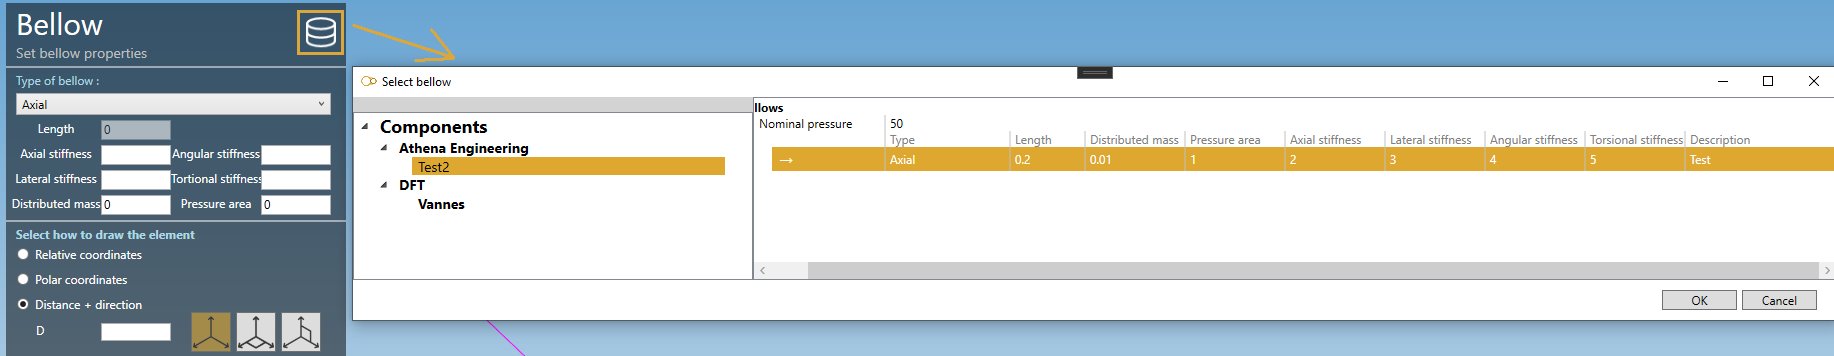 Bellow
Set bellow properties
Type of bellow :
Axial
Length 0
Axial stiffness Angular stiffness
Lateral stiffness Tortional stiffness
Distributed mass 0 Pressure area 0
Select how to draw the element
Relative coordinates
Polar coordinates
Distance + direction
D
Select bellow
Components
Athena Engineering
Test2
DFT
Vannes
llows
Nominal pressure 50
Type Length Distributed mass Pressure area Axial stiffness Lateral stiffness Angular stiffness Torsional stiffness Description
→ Axial 0.2 0.01 1 2 3 4 5 Test
OK Cancel